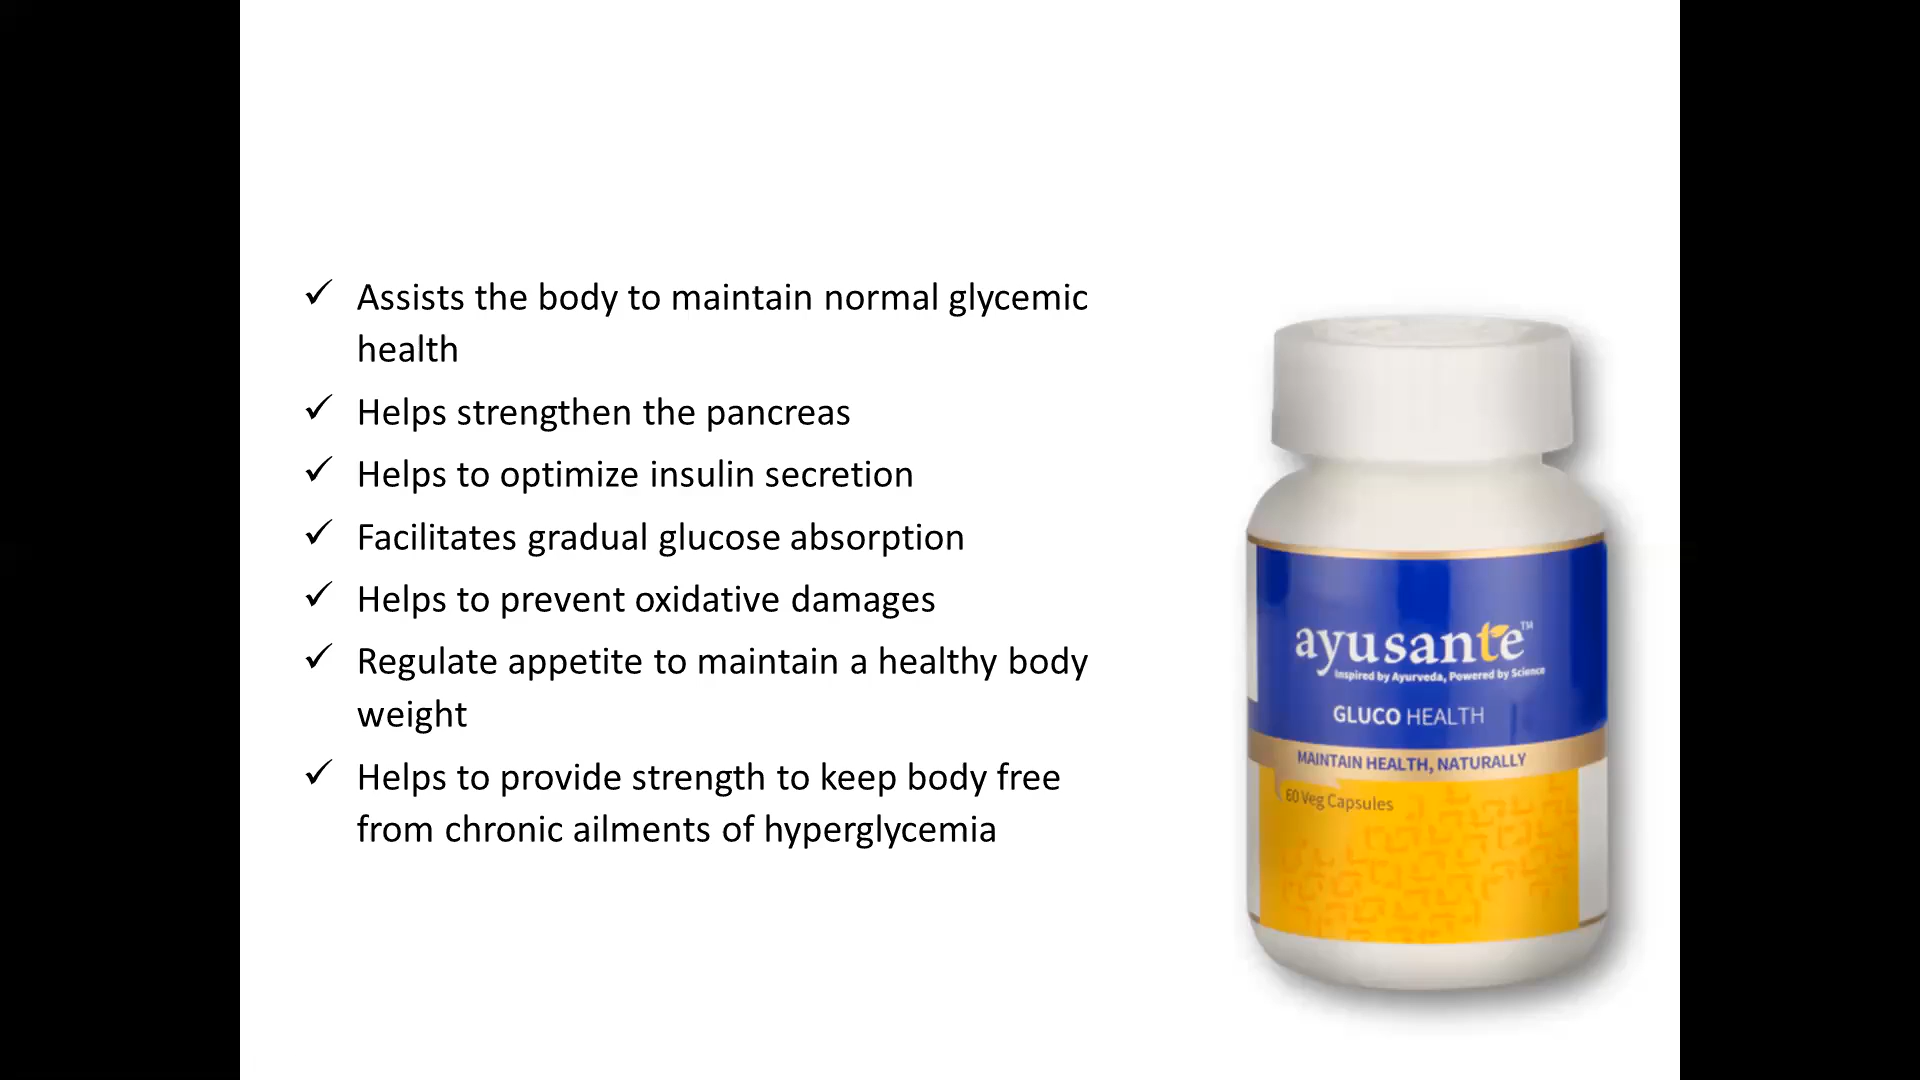 ✓ Assists the body to maintain normal glycemic
health
✓ Helps strengthen the pancreas
✓ Helps to optimize insulin secretion
✓ Facilitates gradual glucose absorption
✓ Helps to prevent oxidative damages
✓ Regulate appetite to maintain a healthy body
weight
✓ Helps to provide strength to keep body free
from chronic ailments of hyperglycemia
ayusante™
Inspired by Ayurveda, Powered by Science
GLUCO HEALTH
MAINTAIN HEALTH, NATURALLY
60 Veg Capsules